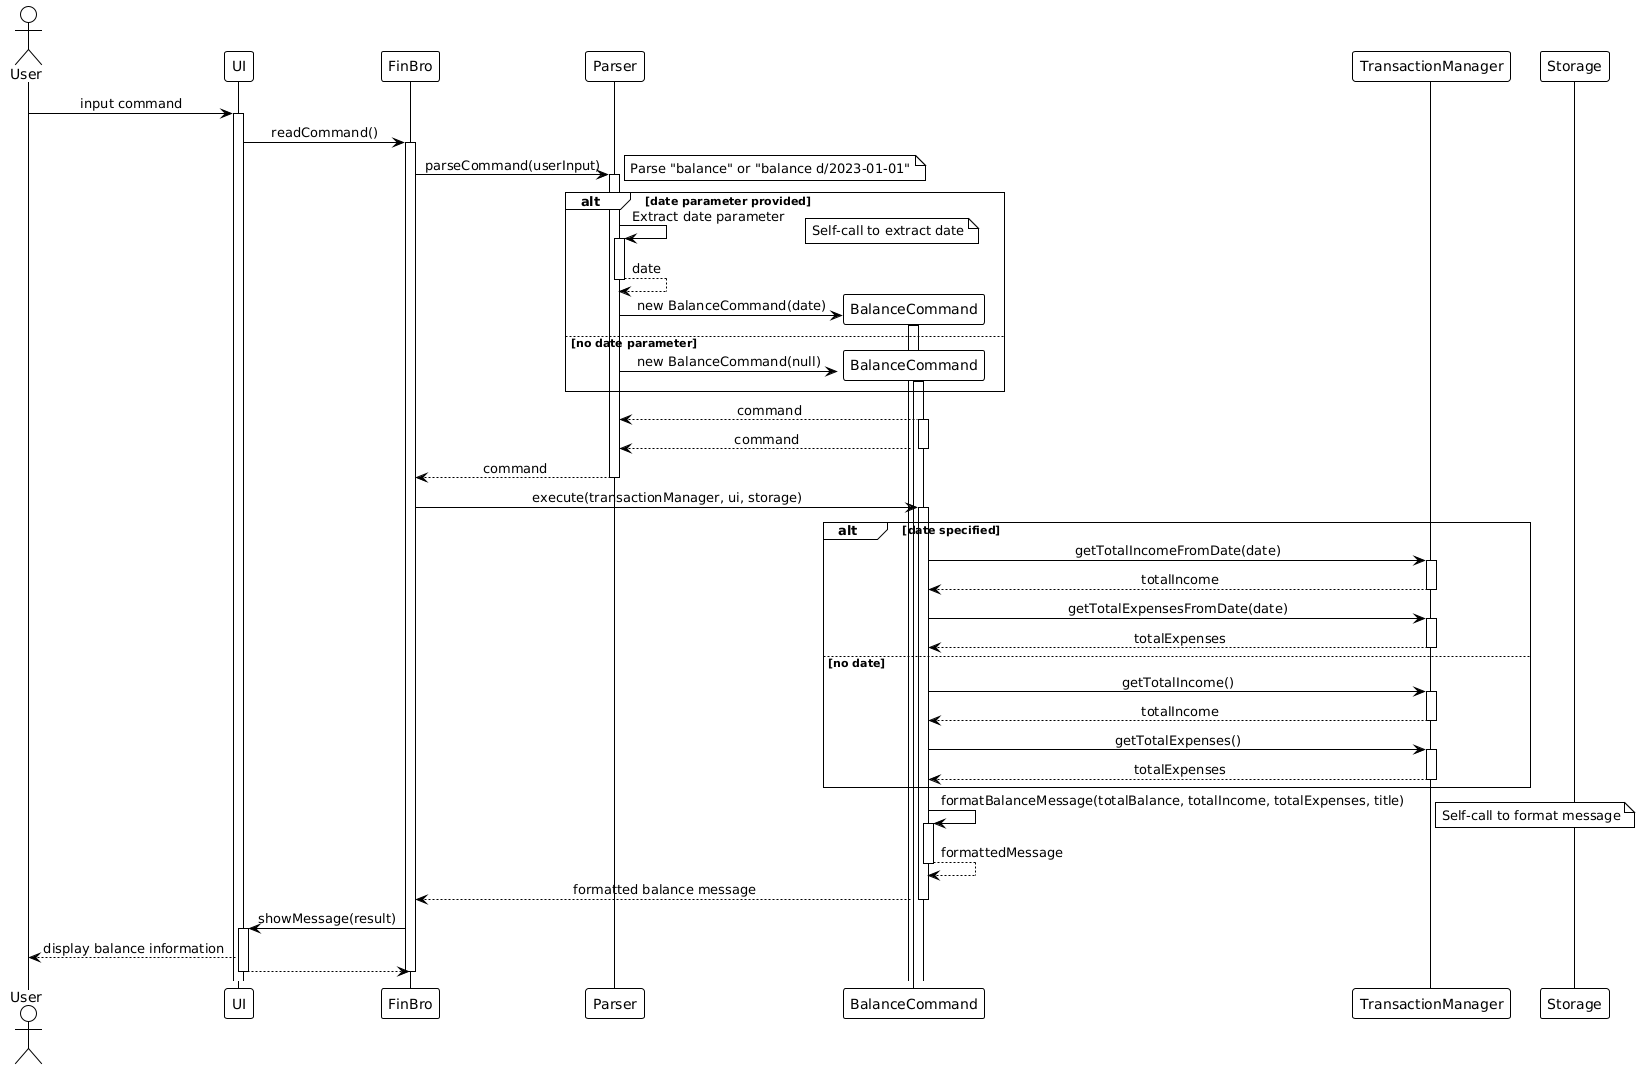 User
UI
FinBro
Parser
TransactionManager
Storage
input command
readCommand()
parseCommand(userInput)
Parse "balance" or "balance d/2023-01-01"
alt
[date parameter provided]
Extract date parameter
Self-call to extract date
date
new BalanceCommand(date)
BalanceCommand
[no date parameter]
new BalanceCommand(null)
BalanceCommand
command
command
command
execute(transactionManager, ui, storage)
alt
[date specified]
getTotalIncomeFromDate(date)
totalIncome
getTotalExpensesFromDate(date)
totalExpenses
[no date]
getTotalIncome()
totalIncome
getTotalExpenses()
totalExpenses
formatBalanceMessage(totalBalance, totalIncome, totalExpenses, title)
Self-call to format message
formattedMessage
formatted balance message
showMessage(result)
display balance information
User
UI
FinBro
Parser
BalanceCommand
TransactionManager
Storage